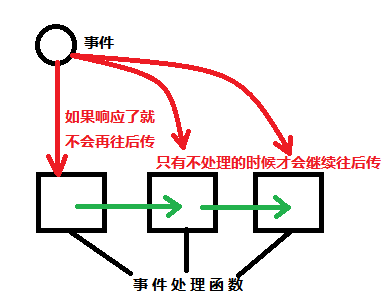 事件
如果响应了就
不会再往后传
只有不处理的时候才会继续往后传
事件处理函数